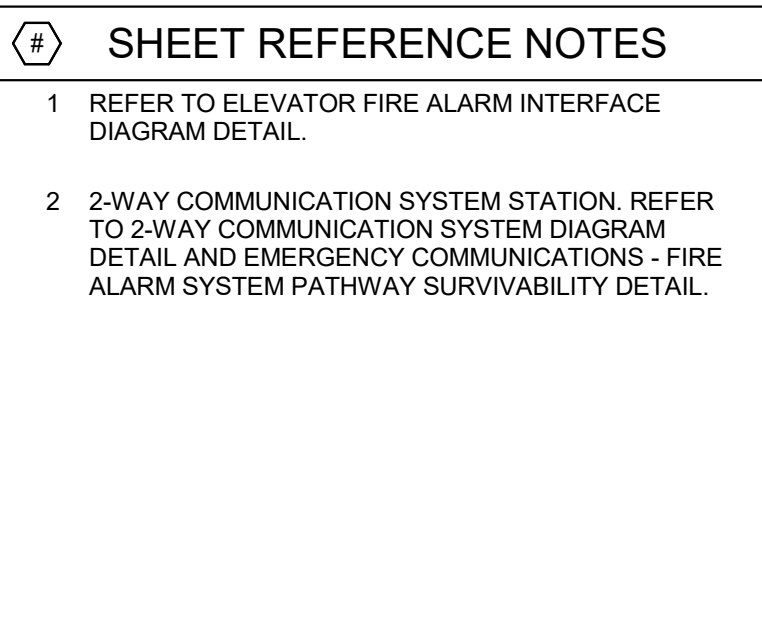 # SHEET REFERENCE NOTES
1 REFER TO ELEVATOR FIRE ALARM INTERFACE
DIAGRAM DETAIL.
2 2-WAY COMMUNICATION SYSTEM STATION. REFER
TO 2-WAY COMMUNICATION SYSTEM DIAGRAM
DETAIL AND EMERGENCY COMMUNICATIONS - FIRE
ALARM SYSTEM PATHWAY SURVIVABILITY DETAIL.